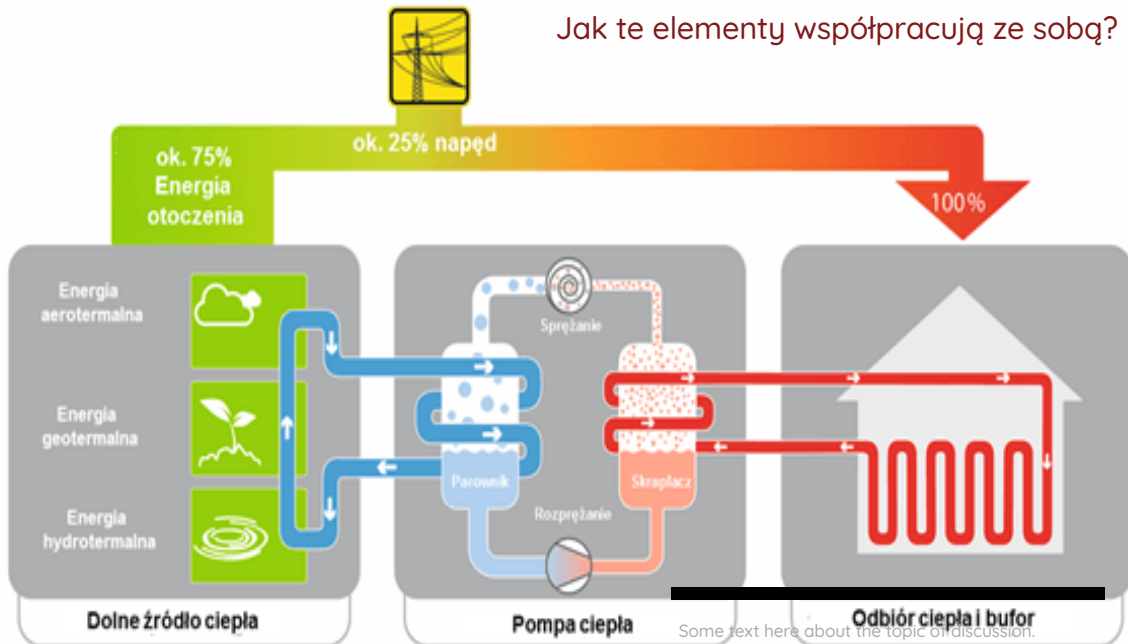 Jak te elementy współpracują ze sobą?
ok. 75%
Energia
otoczenia
ok. 25% napęd
100%
Energia
aerotermalna
Energia
geotermalna
Energia
hydrotermalna
Sprężanie
Parownik
Skraplacz
Rozprężanie
Dolne źródło ciepła
Pompa ciepła
Odbiór ciepła i bufor
Some text here about the topic of discussion.